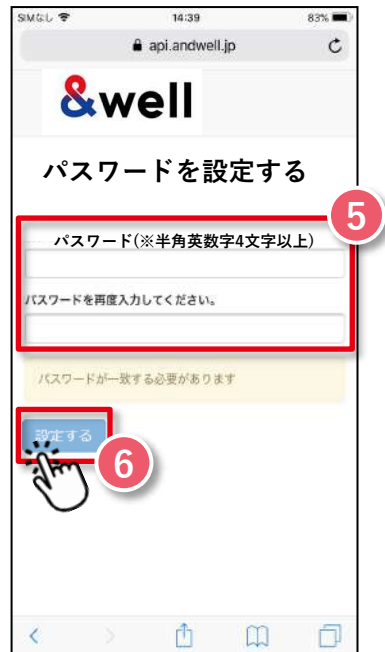 SIMなし 14:39 83%
api.andwell.jp
&well
パスワードを設定する
5
パスワード(※半角英数字4文字以上)
パスワードを再度入力してください。
パスワードが一致する必要があります
設定する
6